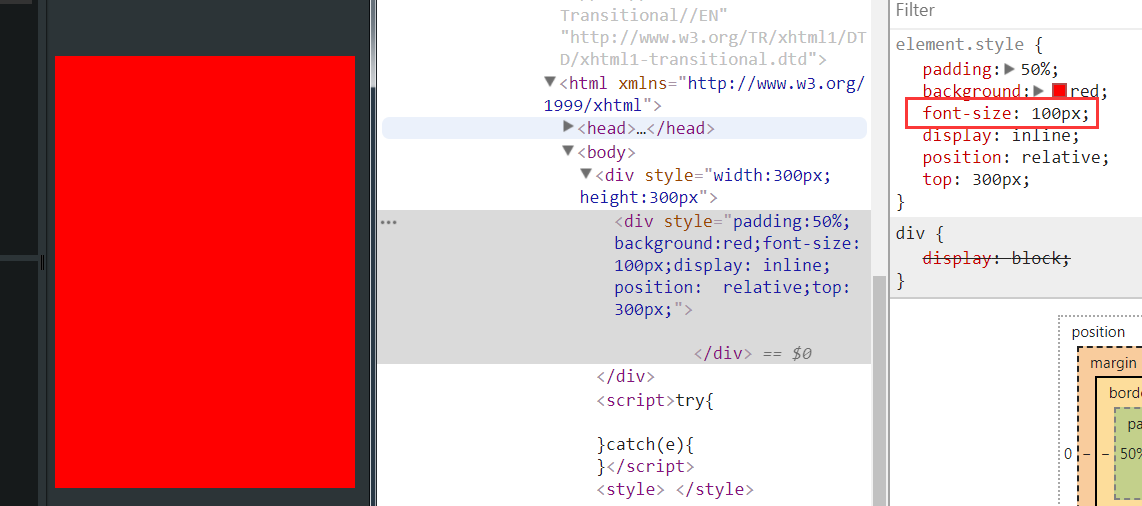 Transitional//EN"
"http://www.w3.org/TR/xhtml1/DT
D/xhtml1-transitional.dtd">
▼<html xmlns="http://www.w3.org/
1999/xhtml">
▶<head>…</head>
▼<body>
▼<div style="width:300px;
height:300px">
…
<div style="padding:50%;
background:red;font-size:
100px;display: inline;
position: relative;top:
300px;">
</div> == $0
</div>
<script>try{
}catch(e){
}</script>
<style> </style>
Filter
element.style {
padding:▶50%;
background:▶red;
font-size: 100px;
display: inline;
position: relative;
top: 300px;
}
div {
display: block;
}
position
margin
borde
pa
0 – – 50%